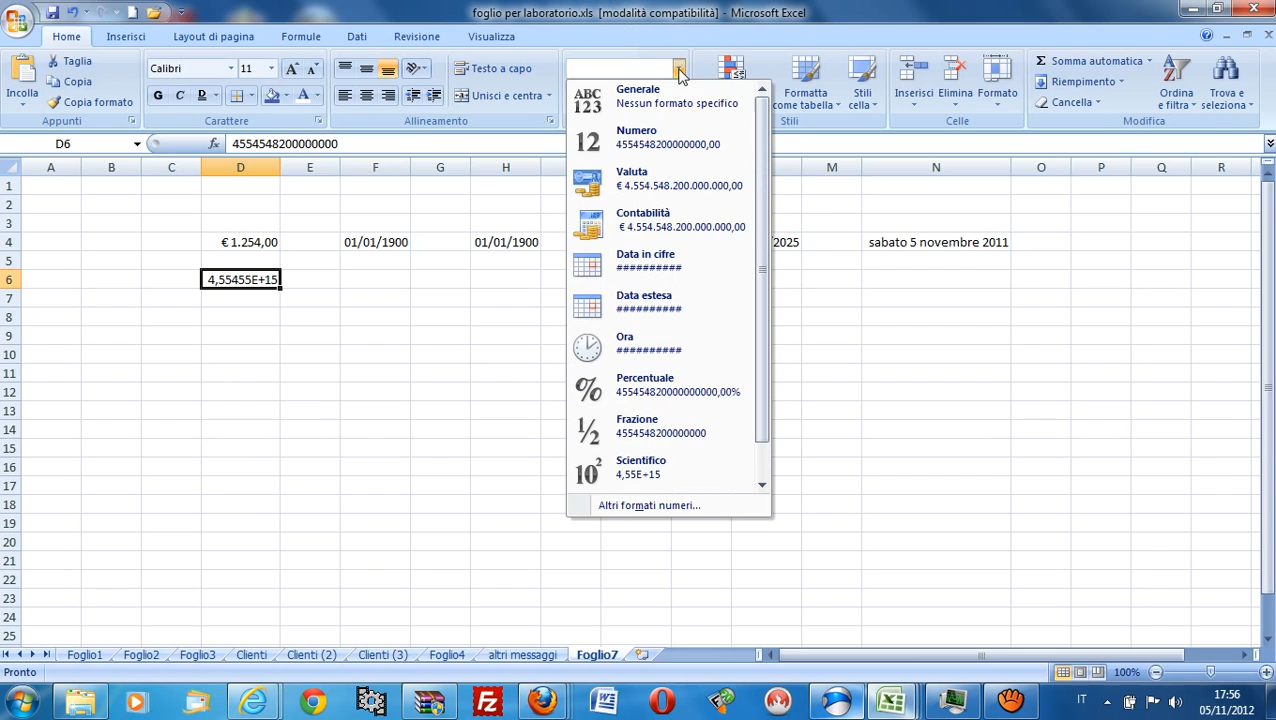 foglio per laboratorio.xls [modalità compatibilità] - Microsoft Excel
Home Inserisci Layout di pagina Formule Dati Revisione Visualizza
Incolla
Taglia
Copia
Copia formato
Appunti
Calibri 11
G C S
Carattere
Testo a capo
Unisci e centra
Allineamento
Formatta come tabella
Stili cella
Stili
Inserisci Elimina Formato
Celle
Somma automatica
Riempimento
Cancella
Ordina e filtra
Trova e seleziona
Modifica
D6 fx 4554548200000000
A B C D E F G H M N O P Q R
1
2
3
4 € 1.254,00 01/01/1900 01/01/1900 /2025 sabato 5 novembre 2011
5
6 4,55455E+15
7
8
9
10
11
12
13
14
15
16
17
18
19
20
21
22
23
24
25
ABC 123
Generale
Nessun formato specifico
12
Numero
4554548200000000,00
Valuta
€ 4.554.548.200.000.000,00
Contabilità
€ 4.554.548.200.000.000,00
Data in cifre
##########
Data estesa
##########
Ora
##########
%
Percentuale
455454820000000000,00%
1/2
Frazione
4554548200000000
10²
Scientifico
4,55E+15
Altri formati numeri...
Foglio1 Foglio2 Foglio3 Clienti Clienti (2) Clienti (3) Foglio4 altri messaggi Foglio7
Pronto 100%
IT 17:56
05/11/2012